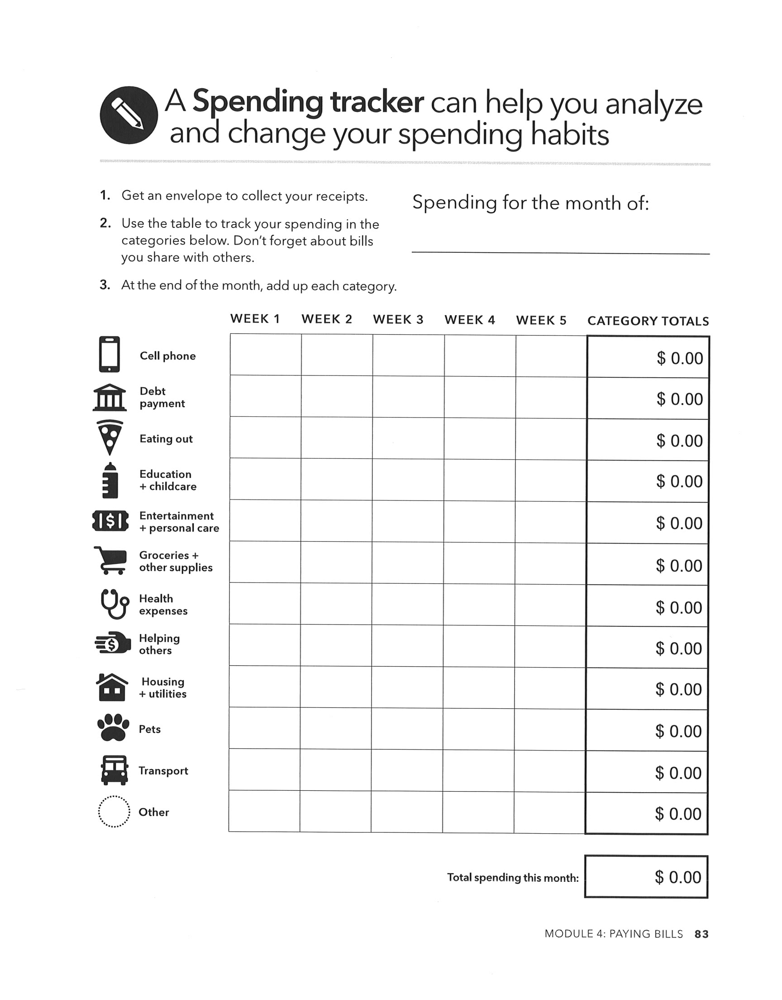 A Spending tracker can help you analyze
and change your spending habits
1. Get an envelope to collect your receipts.
2. Use the table to track your spending in the
categories below. Don't forget about bills
you share with others.
3. At the end of the month, add up each category.
Spending for the month of:
WEEK 1 WEEK 2 WEEK 3 WEEK 4 WEEK 5 CATEGORY TOTALS
Cell phone $ 0.00
Debt
payment $ 0.00
Eating out $ 0.00
Education
+ childcare $ 0.00
$ Entertainment
+ personal care $ 0.00
Groceries +
other supplies $ 0.00
Health
expenses $ 0.00
$ Helping
others $ 0.00
Housing
+ utilities $ 0.00
Pets $ 0.00
Transport $ 0.00
Other $ 0.00
Total spending this month: $ 0.00
MODULE 4: PAYING BILLS 83